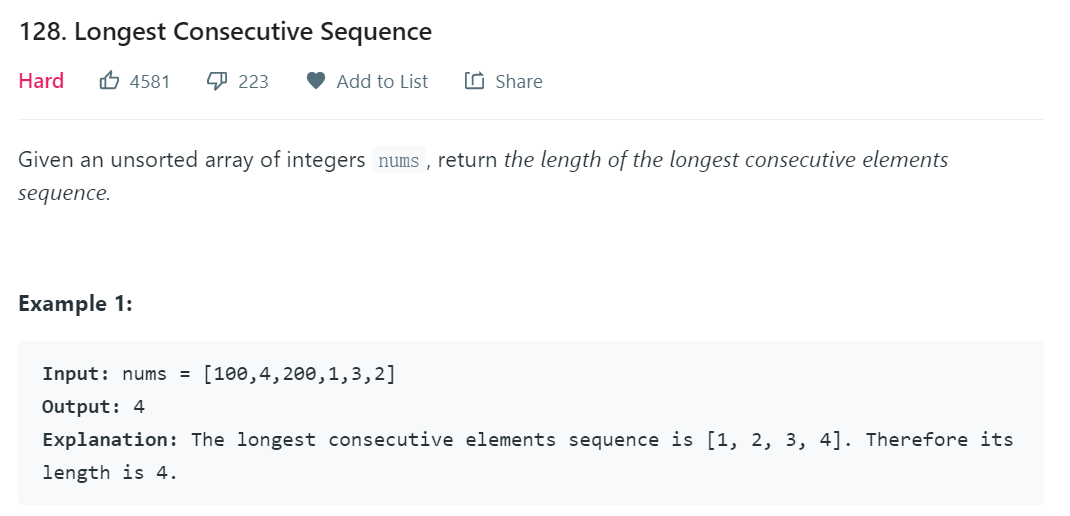 128. Longest Consecutive Sequence
Hard 4581 223 Add to List Share
Given an unsorted array of integers nums , return the length of the longest consecutive elements
sequence.
Example 1:
Input: nums = [100,4,200,1,3,2]
Output: 4
Explanation: The longest consecutive elements sequence is [1, 2, 3, 4]. Therefore its
length is 4.